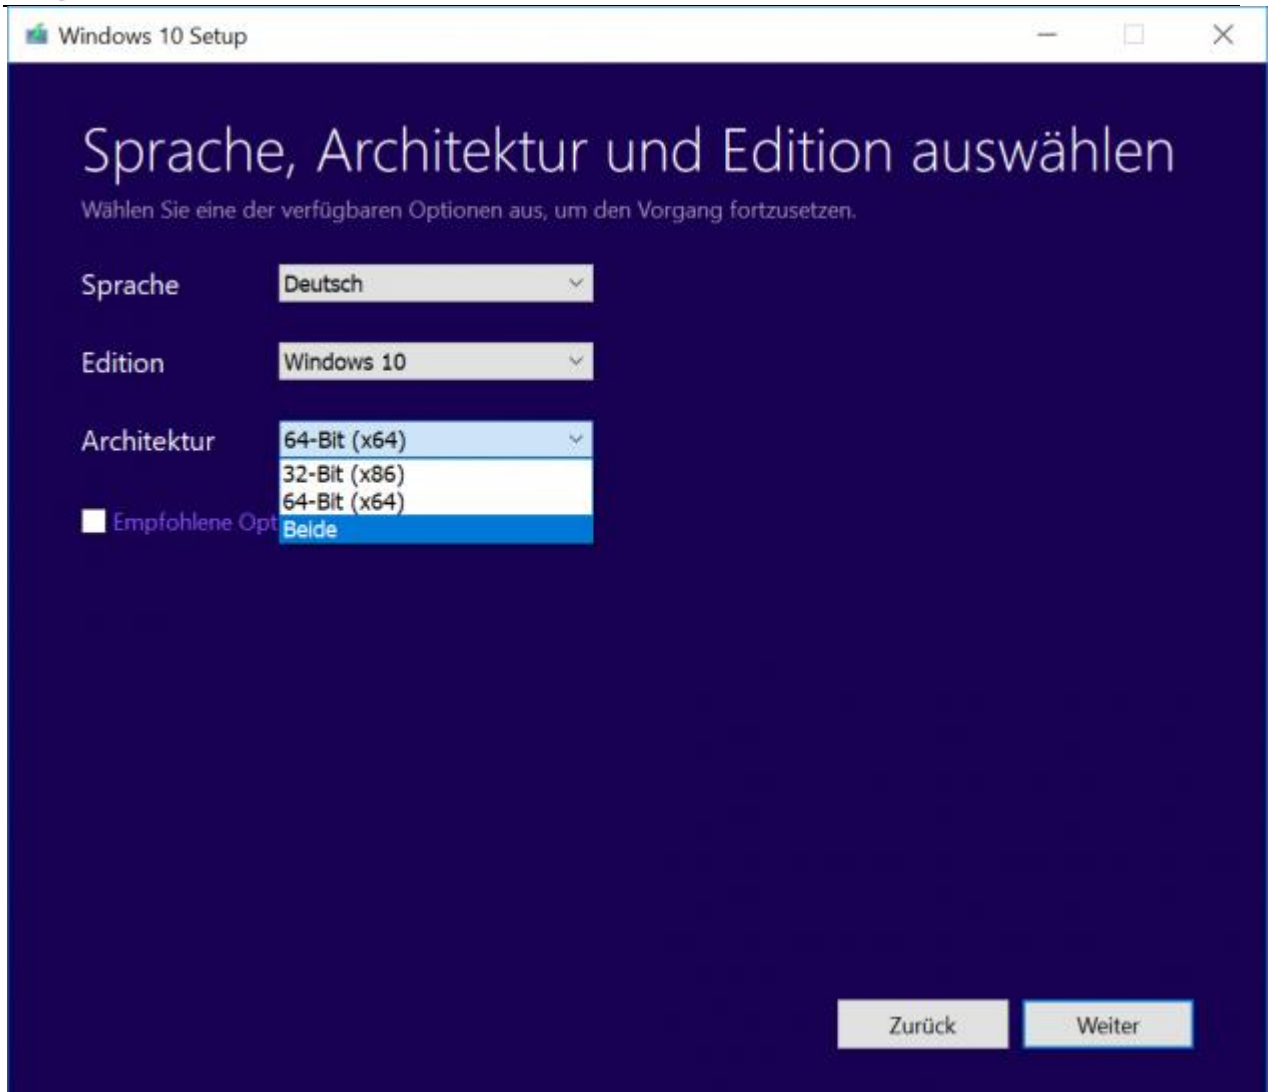 Windows 10 Setup
Sprache, Architektur und Edition auswählen
Wählen Sie eine der verfügbaren Optionen aus, um den Vorgang fortzusetzen.
Sprache Deutsch
Edition Windows 10
Architektur 64-Bit (x64)
32-Bit (x86)
64-Bit (x64)
Empfohlene Opt Beide
Zurück Weiter